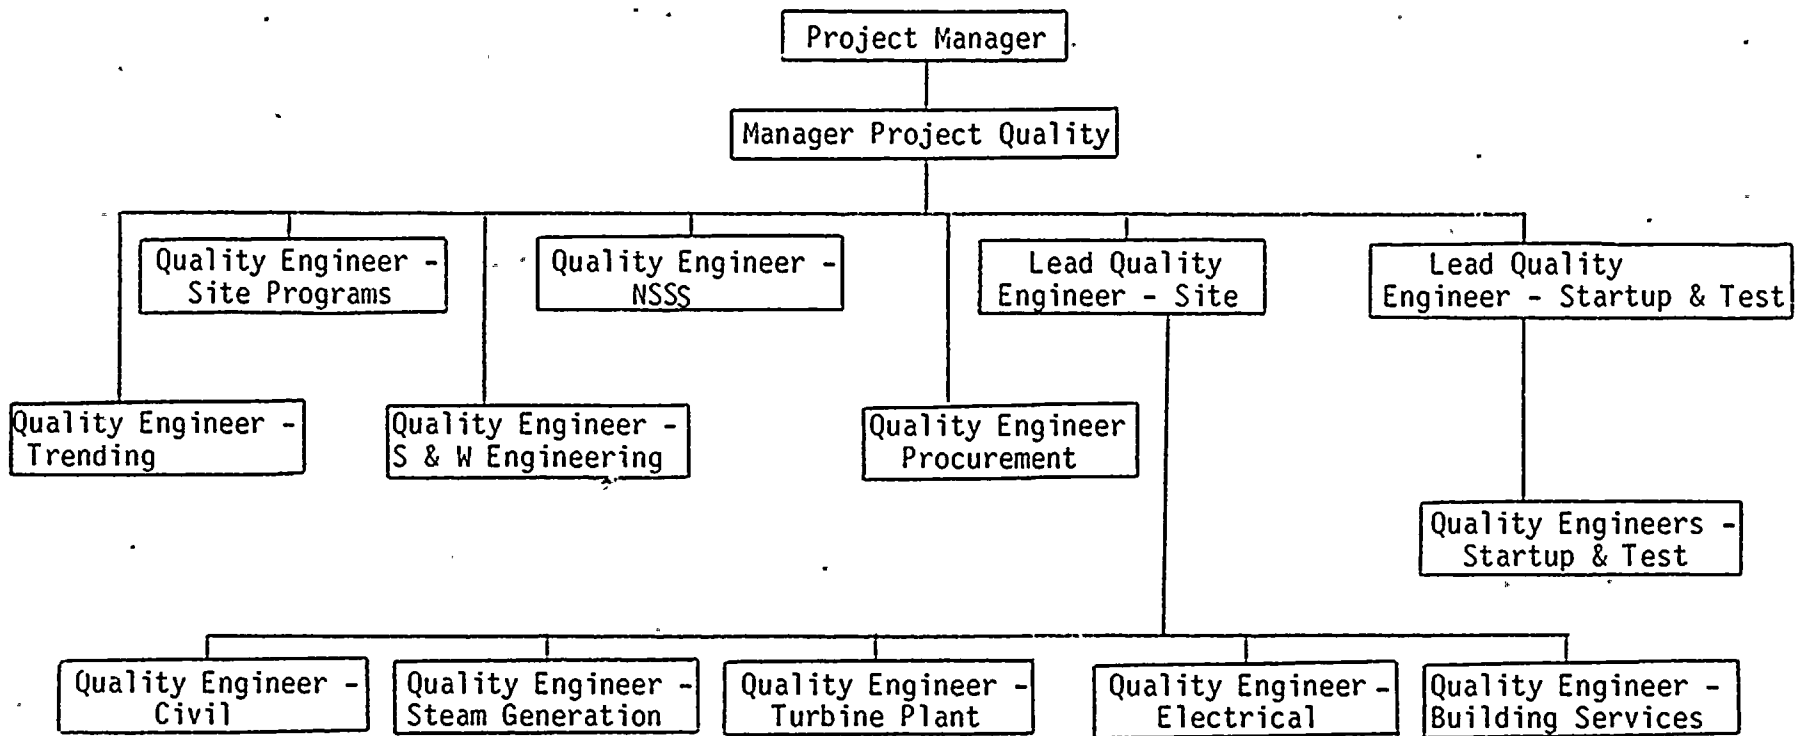 Project Manager
Manager Project Quality
Quality Engineer -
Site Programs
Quality Engineer -
NSSS
Lead Quality
Engineer - Site
Lead Quality
Engineer - Startup & Test
Quality Engineer -
Trending
Quality Engineer -
S & W Engineering
Quality Engineer
Procurement
Quality Engineers -
Startup & Test
Quality Engineer -
Civil
Quality Engineer -
Steam Generation
Quality Engineer -
Turbine Plant
Quality Engineer -
Electrical
Quality Engineer -
Building Services